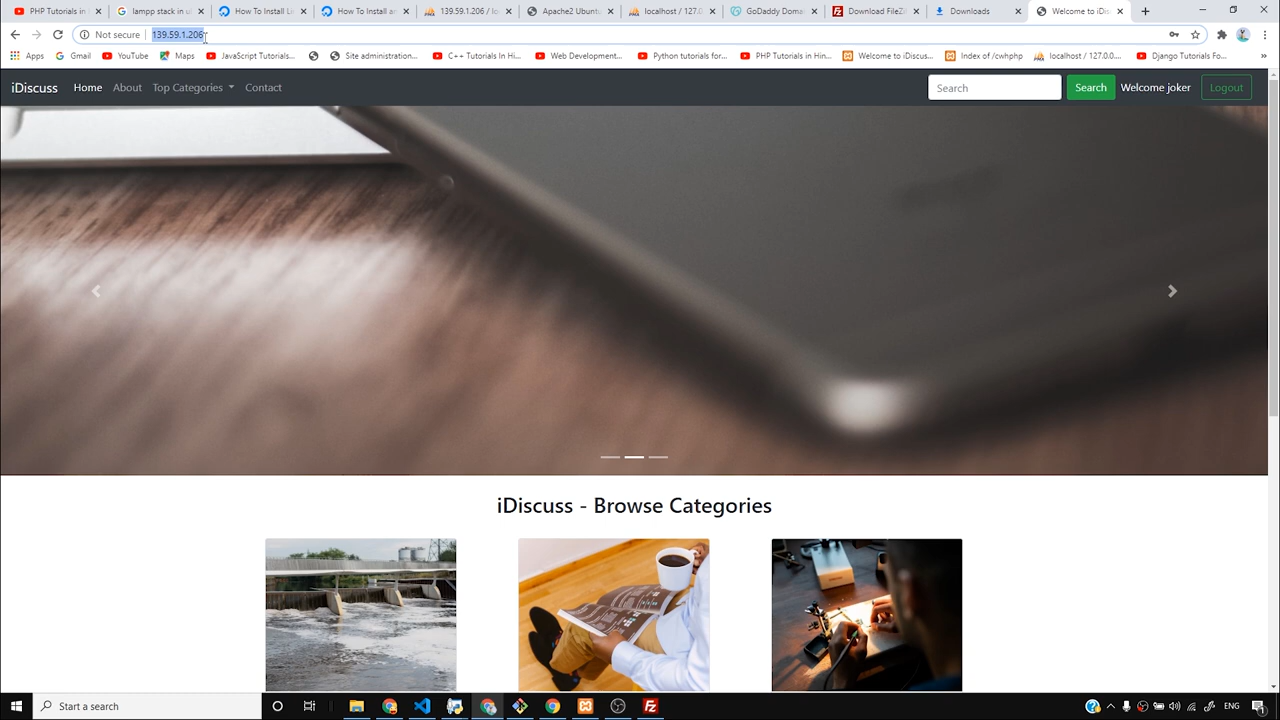 PHP Tutorials in
lampp stack in u
How To Install Li
How To Install an
139.59.1.206 / lo
Apache2 Ubuntu
localhost / 127.0
GoDaddy Domai
Download FileZi
Downloads
Welcome to iDis
Not secure
139.59.1.206
Apps
Gmail
YouTube
Maps
JavaScript Tutorials...
Site administration...
C++ Tutorials In Hi...
Web Development...
Python tutorials for...
PHP Tutorials in Hin...
Welcome to iDiscus...
Index of /cwhphp
localhost / 127.0.0....
Django Tutorials Fo...
iDiscuss
Home
About
Top Categories
Contact
Search
Search
Welcome joker
Logout
iDiscuss - Browse Categories
Start a search
ENG